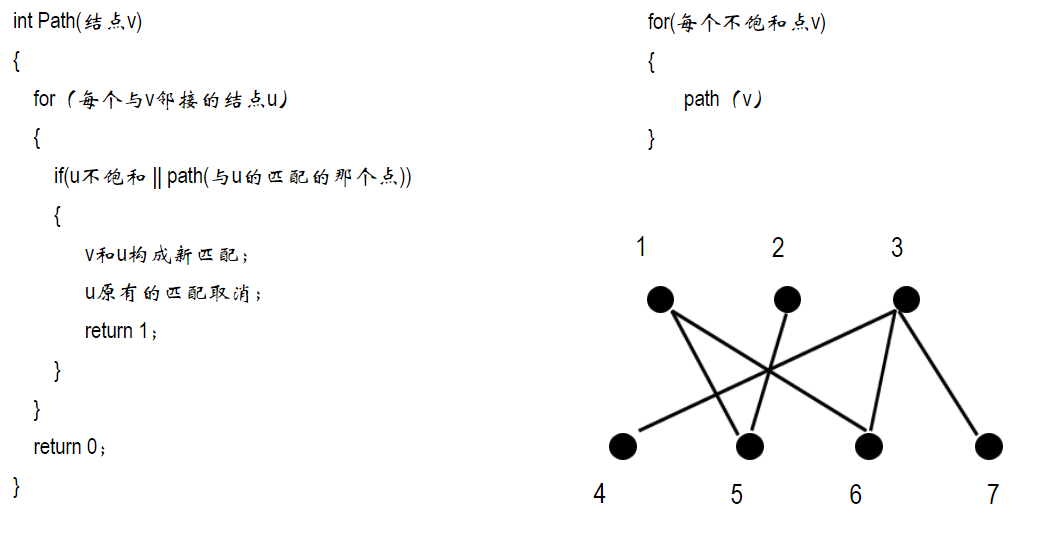 int Path(结点v)
{
for（每个与v邻接的结点u）
{
if(u不饱和 || path(与u的匹配的那个点))
{
v和u构成新匹配；
u原有的匹配取消；
return 1；
}
}
return 0；
}
for(每个不饱和点v)
{
path（v）
}
1 2 3
4 5 6 7